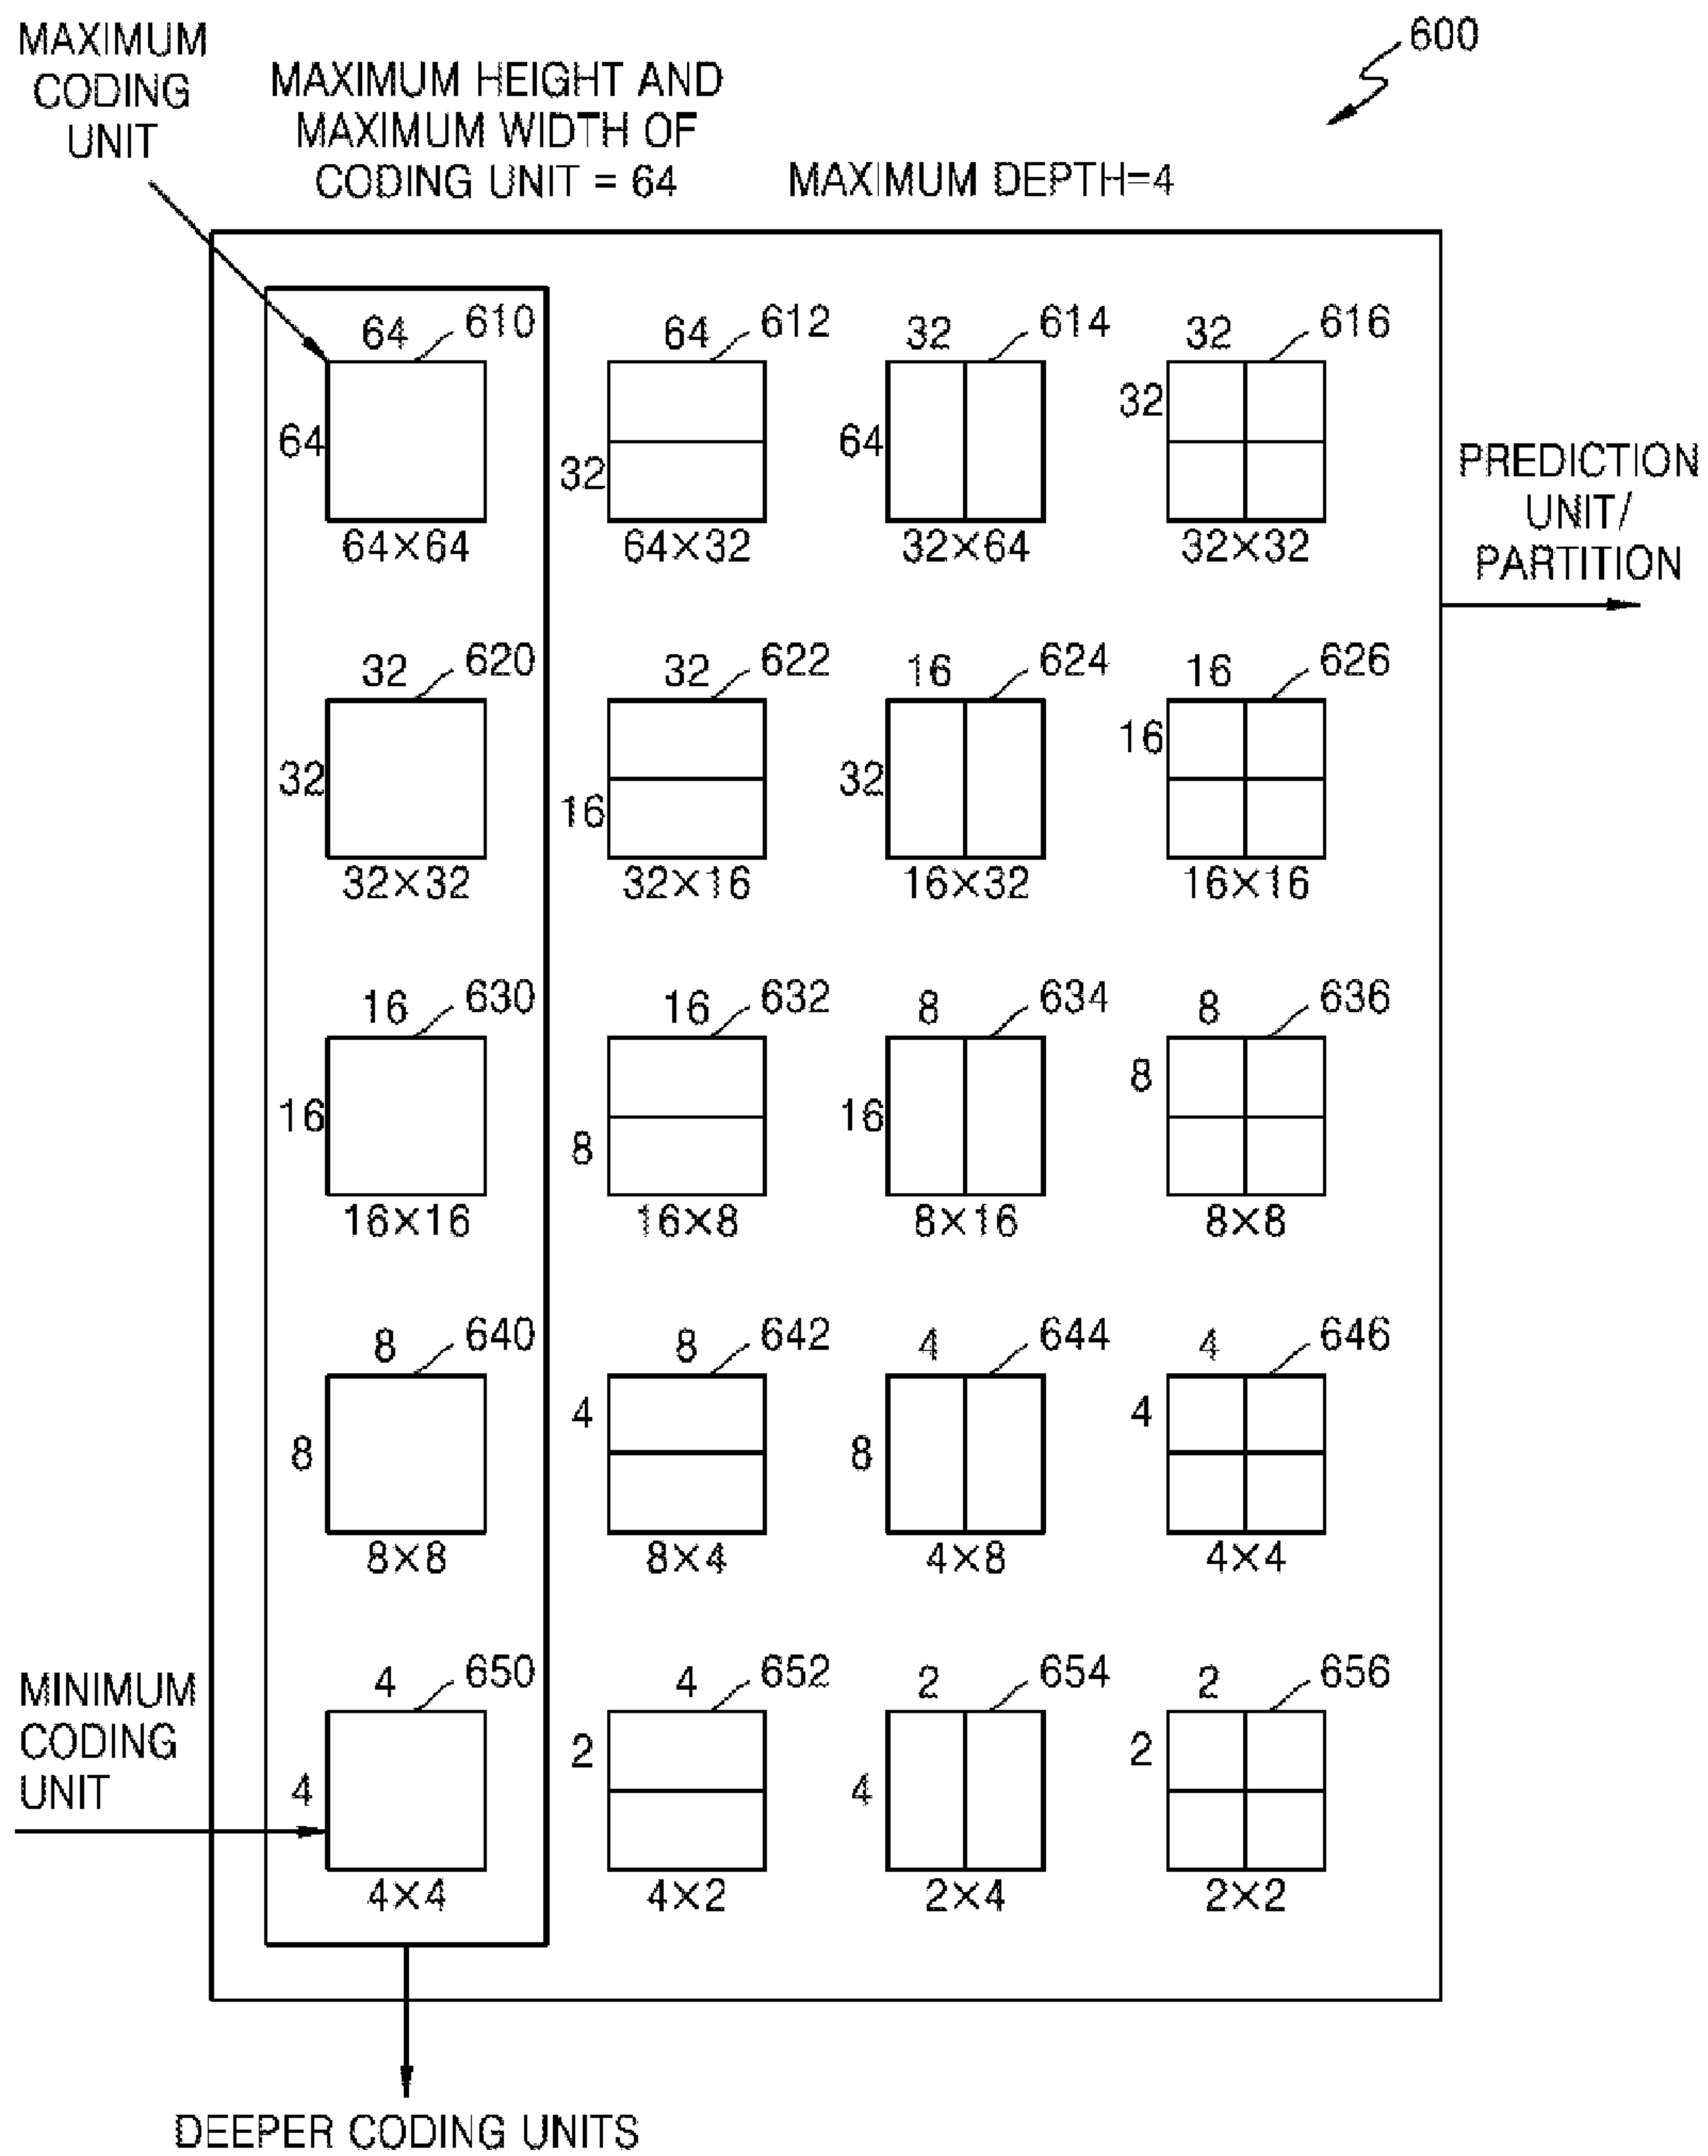 600
MAXIMUM
CODING
UNIT
MAXIMUM HEIGHT AND
MAXIMUM WIDTH OF
CODING UNIT = 64
MAXIMUM DEPTH=4
64 610 64 612 32 614 32 616
64 32 64 32
64×64 64×32 32×64 32×32
PREDICTION
UNIT/
PARTITION
32 620 32 622 16 624 16 626
32 16 32 16
32×32 32×16 16×32 16×16
16 630 16 632 8 634 8 636
16 8 16 8
16×16 16×8 8×16 8×8
8 640 8 642 4 644 4 646
8 4 8 4
8×8 8×4 4×8 4×4
MINIMUM
CODING
UNIT
4 650 4 652 2 654 2 656
4 2 4 2
4×4 4×2 2×4 2×2
DEEPER CODING UNITS